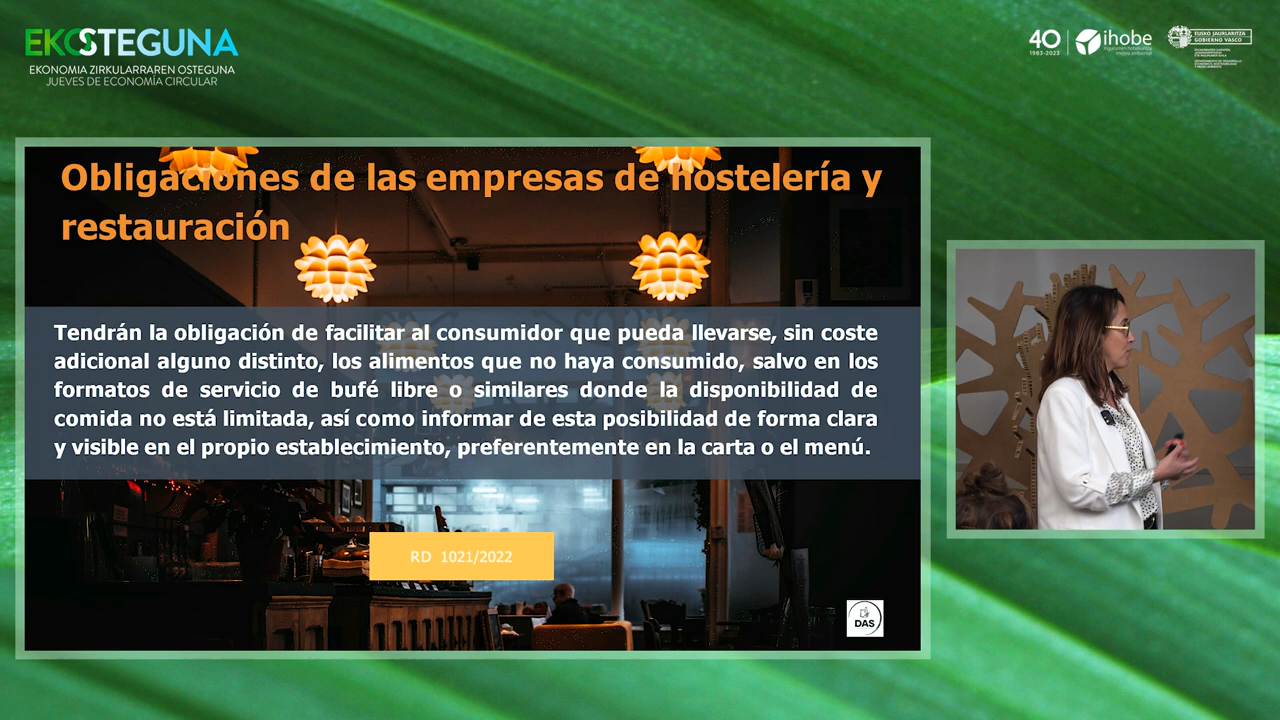 EKOSTEGUNA
EKONOMIA ZIRKULARRAREN OSTEGUNA
JUEVES DE ECONOMÍA CIRCULAR
40
1983-2023
ihobe
EUSKO JAURLARITZA
GOBIERNO VASCO
Obligaciones de las empresas de hostelería y
restauración
Tendrán la obligación de facilitar al consumidor que pueda llevarse, sin coste
adicional alguno distinto, los alimentos que no haya consumido, salvo en los
formatos de servicio de bufé libre o similares donde la disponibilidad de
comida no está limitada, así como informar de esta posibilidad de forma clara
y visible en el propio establecimiento, preferentemente en la carta o el menú.
RD 1021/2022
DAS